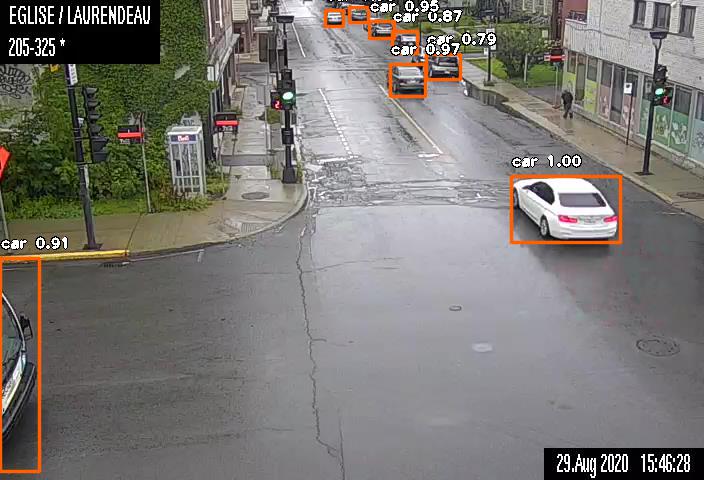 EGLISE / LAURENDEAU
205-325 *
car 0.95
car 0.87
car 0.79
car 0.97
car 1.00
car 0.91
Bell
29.Aug 2020 15:46:28